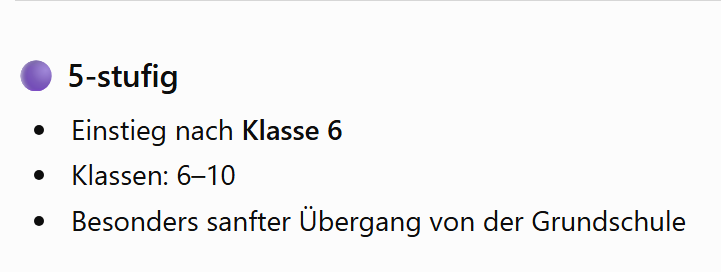 5-stufig
• Einstieg nach Klasse 6
• Klassen: 6–10
• Besonders sanfter Übergang von der Grundschule